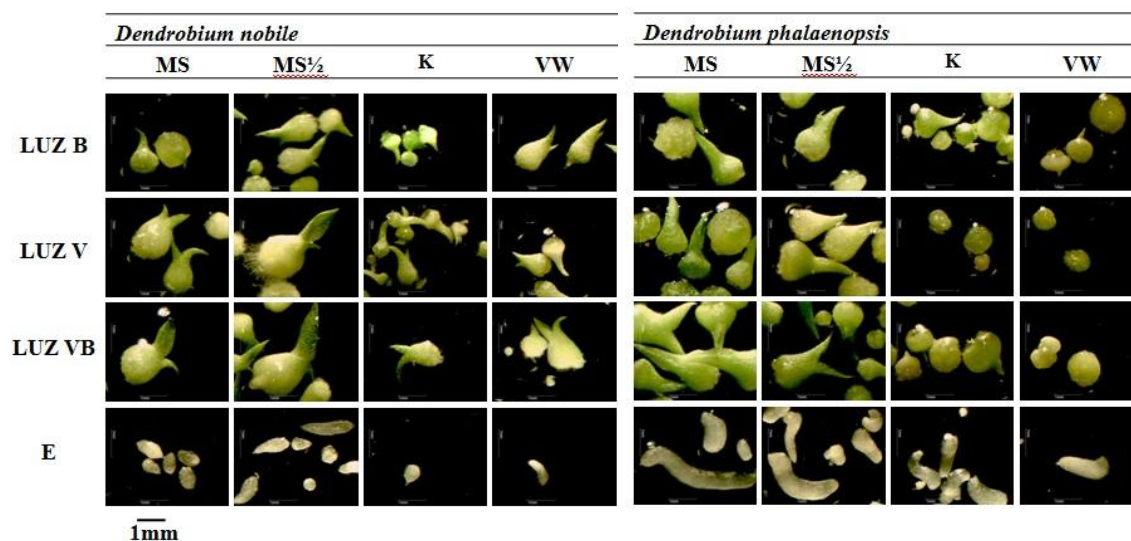 Dendrobium nobile
MS MS½ K VW
Dendrobium phalaenopsis
MS MS½ K VW
LUZ B
LUZ V
LUZ VB
E
1mm